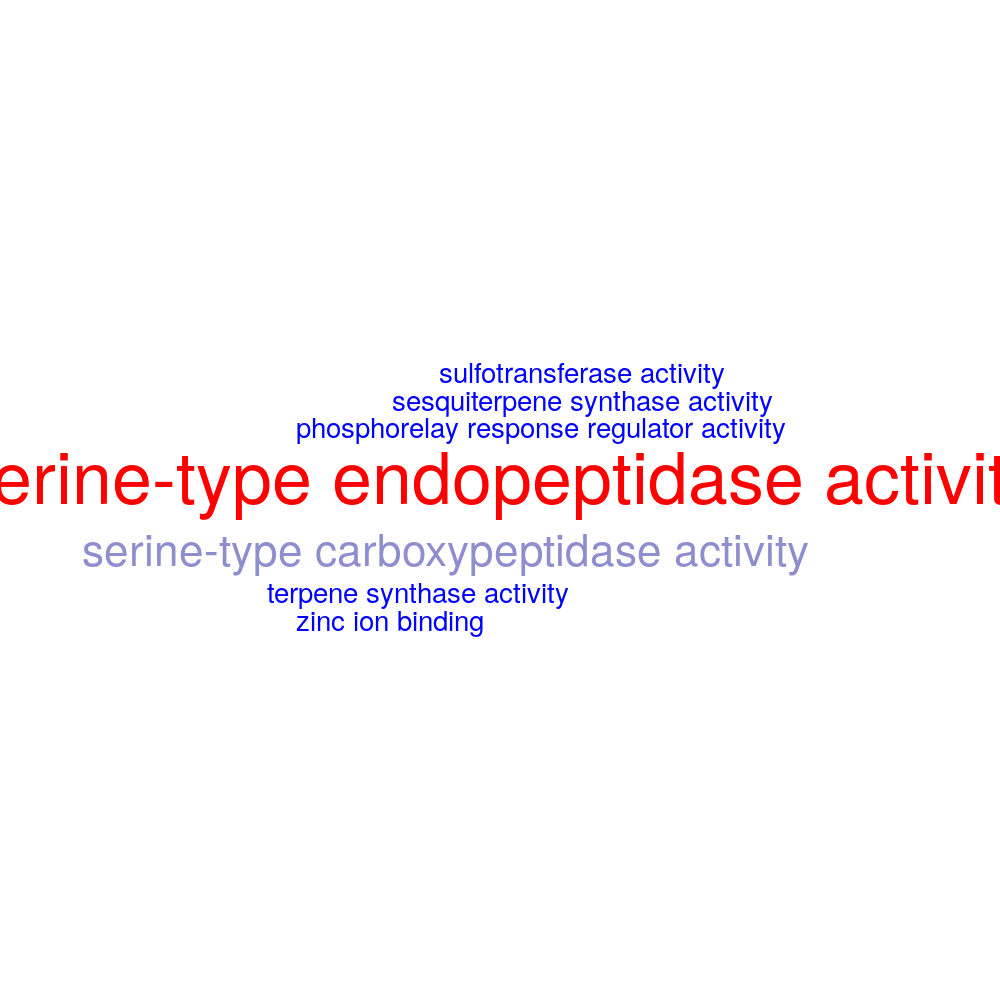 sulfotransferase activity
sesquiterpene synthase activity
phosphorelay response regulator activity
erine-type endopeptidase activit
serine-type carboxypeptidase activity
terpene synthase activity
zinc ion binding